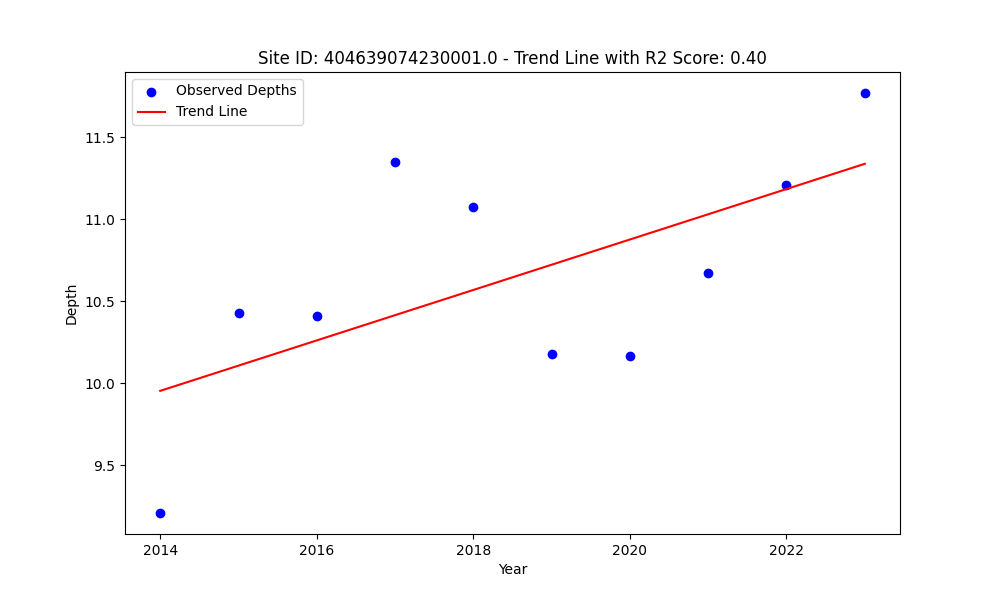 Site ID: 404639074230001.0 - Trend Line with R2 Score: 0.40
Observed Depths
Trend Line
11.5
11.0
10.5
10.0
9.5
Depth
2014
2016
2018
2020
2022
Year